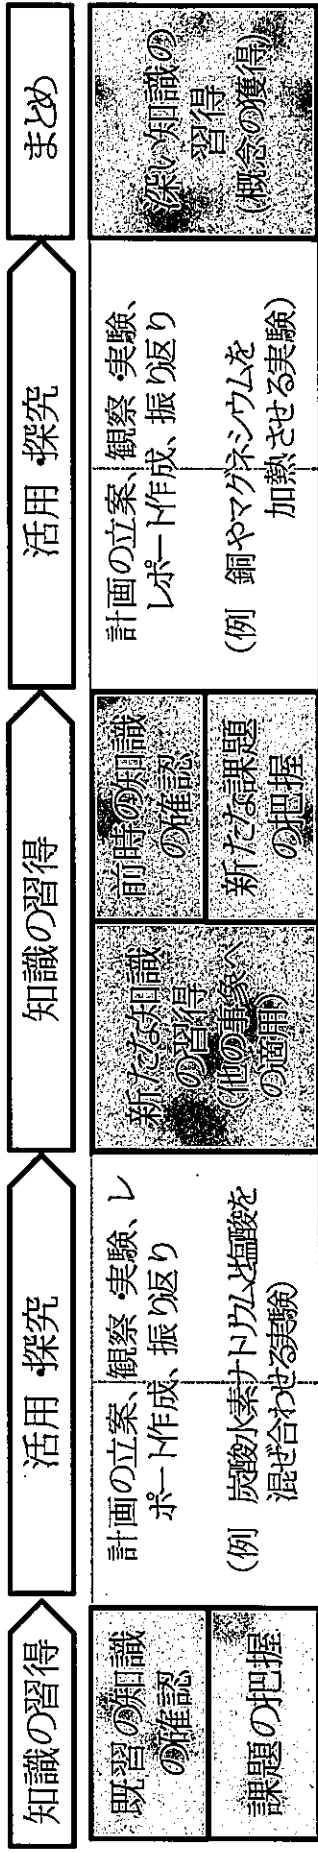 知識の習得
活用・探究
知識の習得
活用・探究
まとめ
既習の知識
の確認
課題の把握
計画の立案、観察・実験、レ
ポート作成、振り返り
(例　炭酸水素ナトリウムと塩酸を
混ぜ合わせる実験)
新たな知識
の習得
(他の事象へ
の適用)
前時の知識
の確認
新たな課題
の把握
計画の立案、観察・実験、
レポート作成、振り返り
(例　銅やマグネシウムを
加熱させる実験)
深い知識の
習得
(概念の獲得)